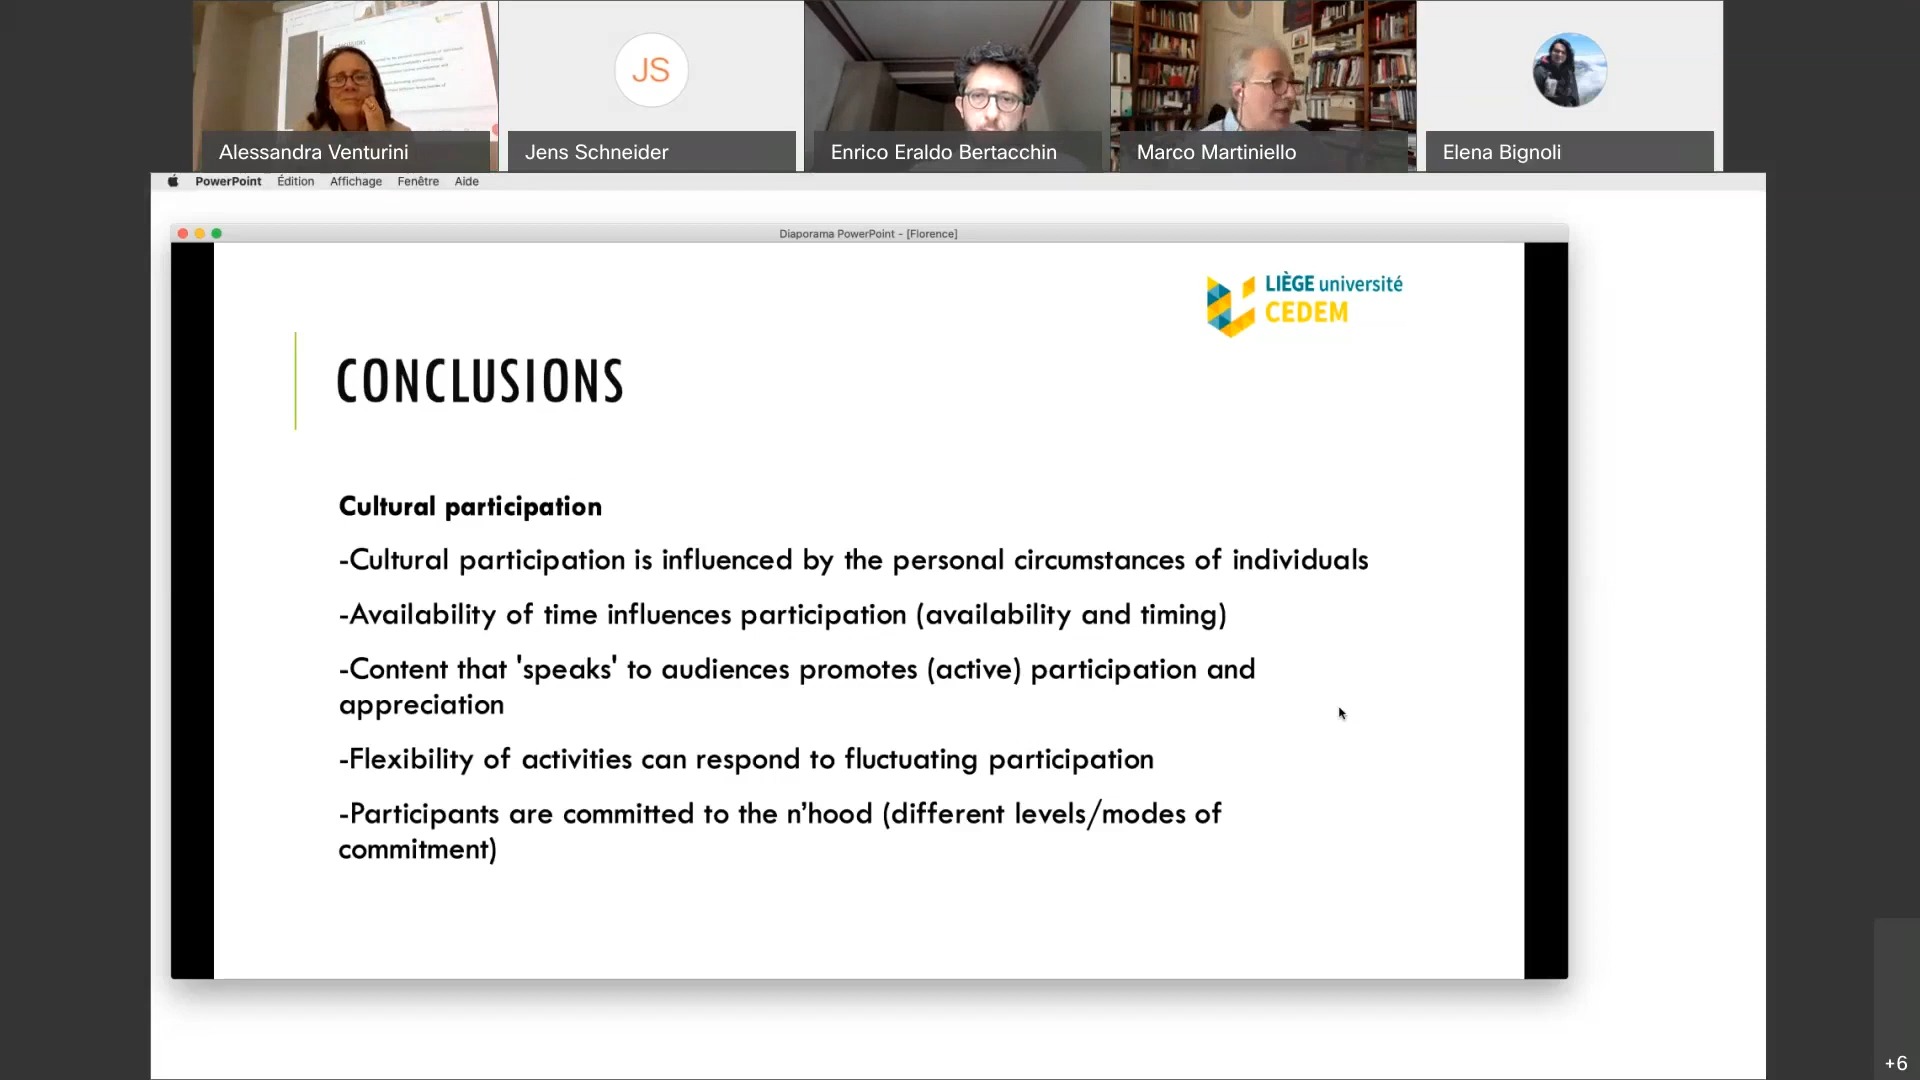 Alessandra Venturini
JS
Jens Schneider
Enrico Eraldo Bertacchin
Marco Martiniello
Elena Bignoli
PowerPoint Édition Affichage Fenêtre Aide
Diaporama PowerPoint - [Florence]
LIÈGE université
CEDEM
CONCLUSIONS
Cultural participation
-Cultural participation is influenced by the personal circumstances of individuals
-Availability of time influences participation (availability and timing)
-Content that 'speaks' to audiences promotes (active) participation and
appreciation
-Flexibility of activities can respond to fluctuating participation
-Participants are committed to the n’hood (different levels/modes of
commitment)
+6